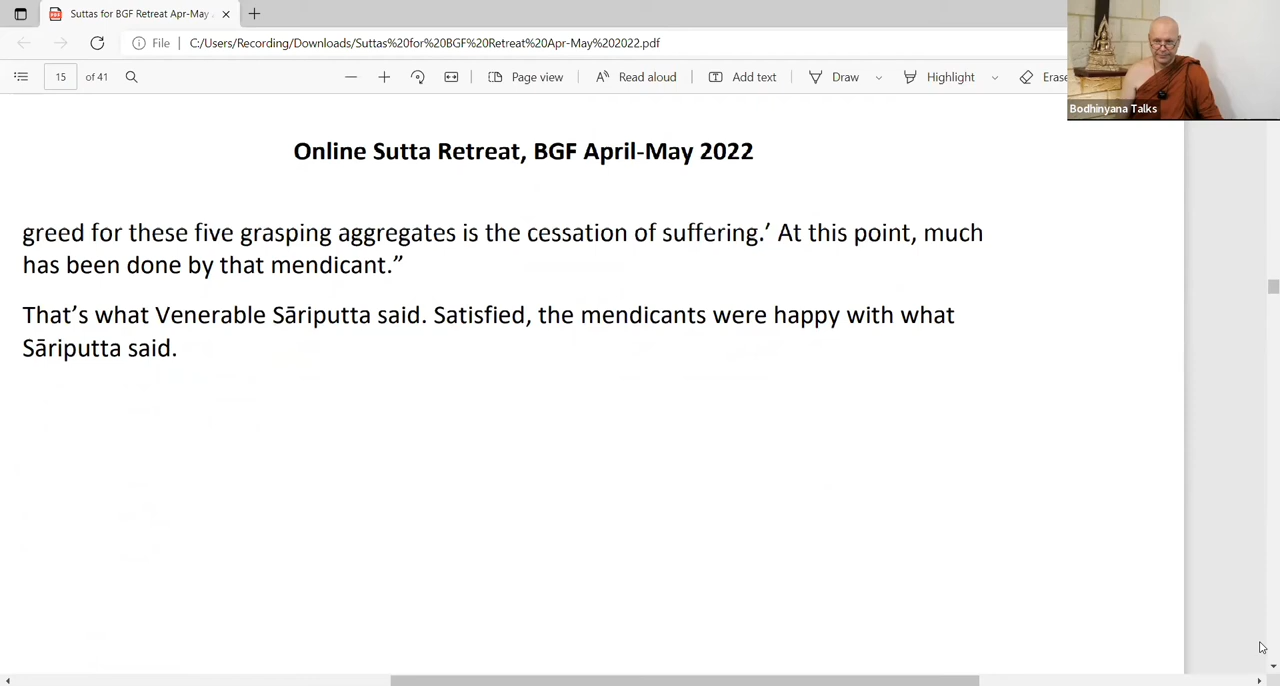 Suttas for BGF Retreat Apr-May
File
C:/Users/Recording/Downloads/Suttas%20for%20BGF%20Retreat%20Apr-May%202022.pdf
15 of 41
Page view
Read aloud
Add text
Draw
Highlight
Erase
Bodhinyana Talks
Online Sutta Retreat, BGF April-May 2022
greed for these five grasping aggregates is the cessation of suffering.’ At this point, much
has been done by that mendicant.”
That’s what Venerable Sāriputta said. Satisfied, the mendicants were happy with what
Sāriputta said.